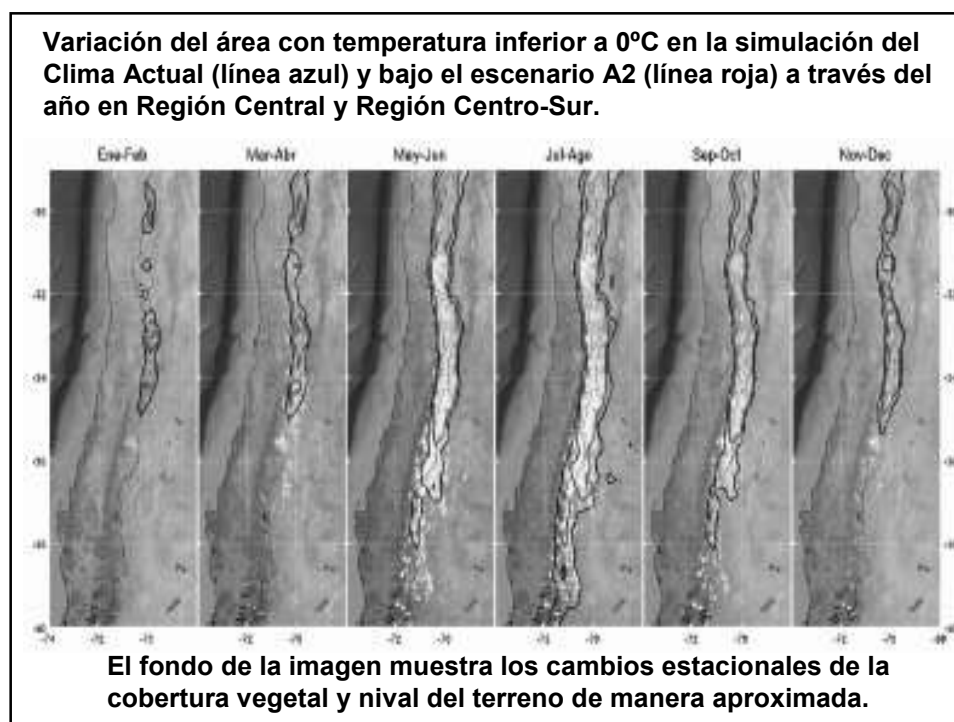 Variación del área con temperatura inferior a 0ºC en la simulación del
Clima Actual (línea azul) y bajo el escenario A2 (línea roja) a través del
año en Región Central y Región Centro-Sur.
Ene-Feb Mar-Abr May-Jun Jul-Ago Sep-Oct Nov-Dec
El fondo de la imagen muestra los cambios estacionales de la
cobertura vegetal y nival del terreno de manera aproximada.